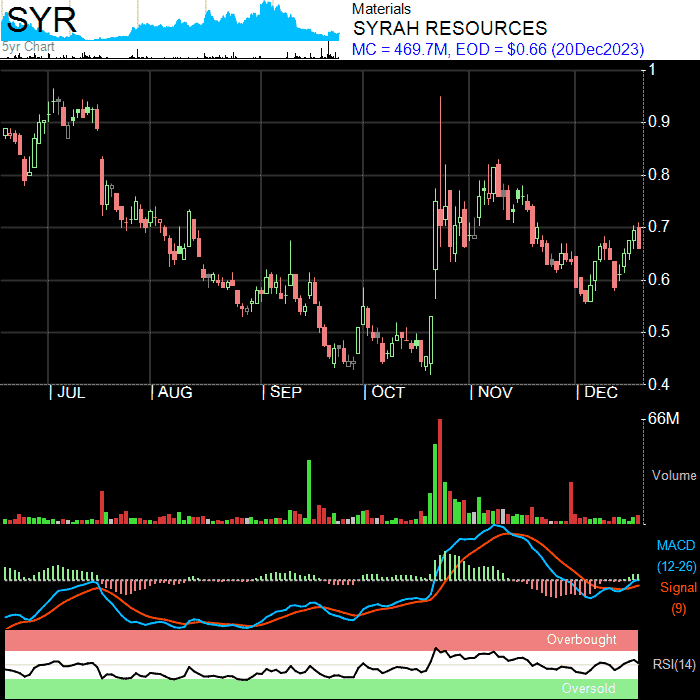 SYR
5yr Chart
Materials
SYRAH RESOURCES
MC = 469.7M, EOD = $0.66 (20Dec2023)
1
0.9
0.8
0.7
0.6
0.5
0.4
JUL AUG SEP OCT NOV DEC
66M
Volume
MACD
(12-26)
Signal
(9)
Overbought
RSI(14)
Oversold